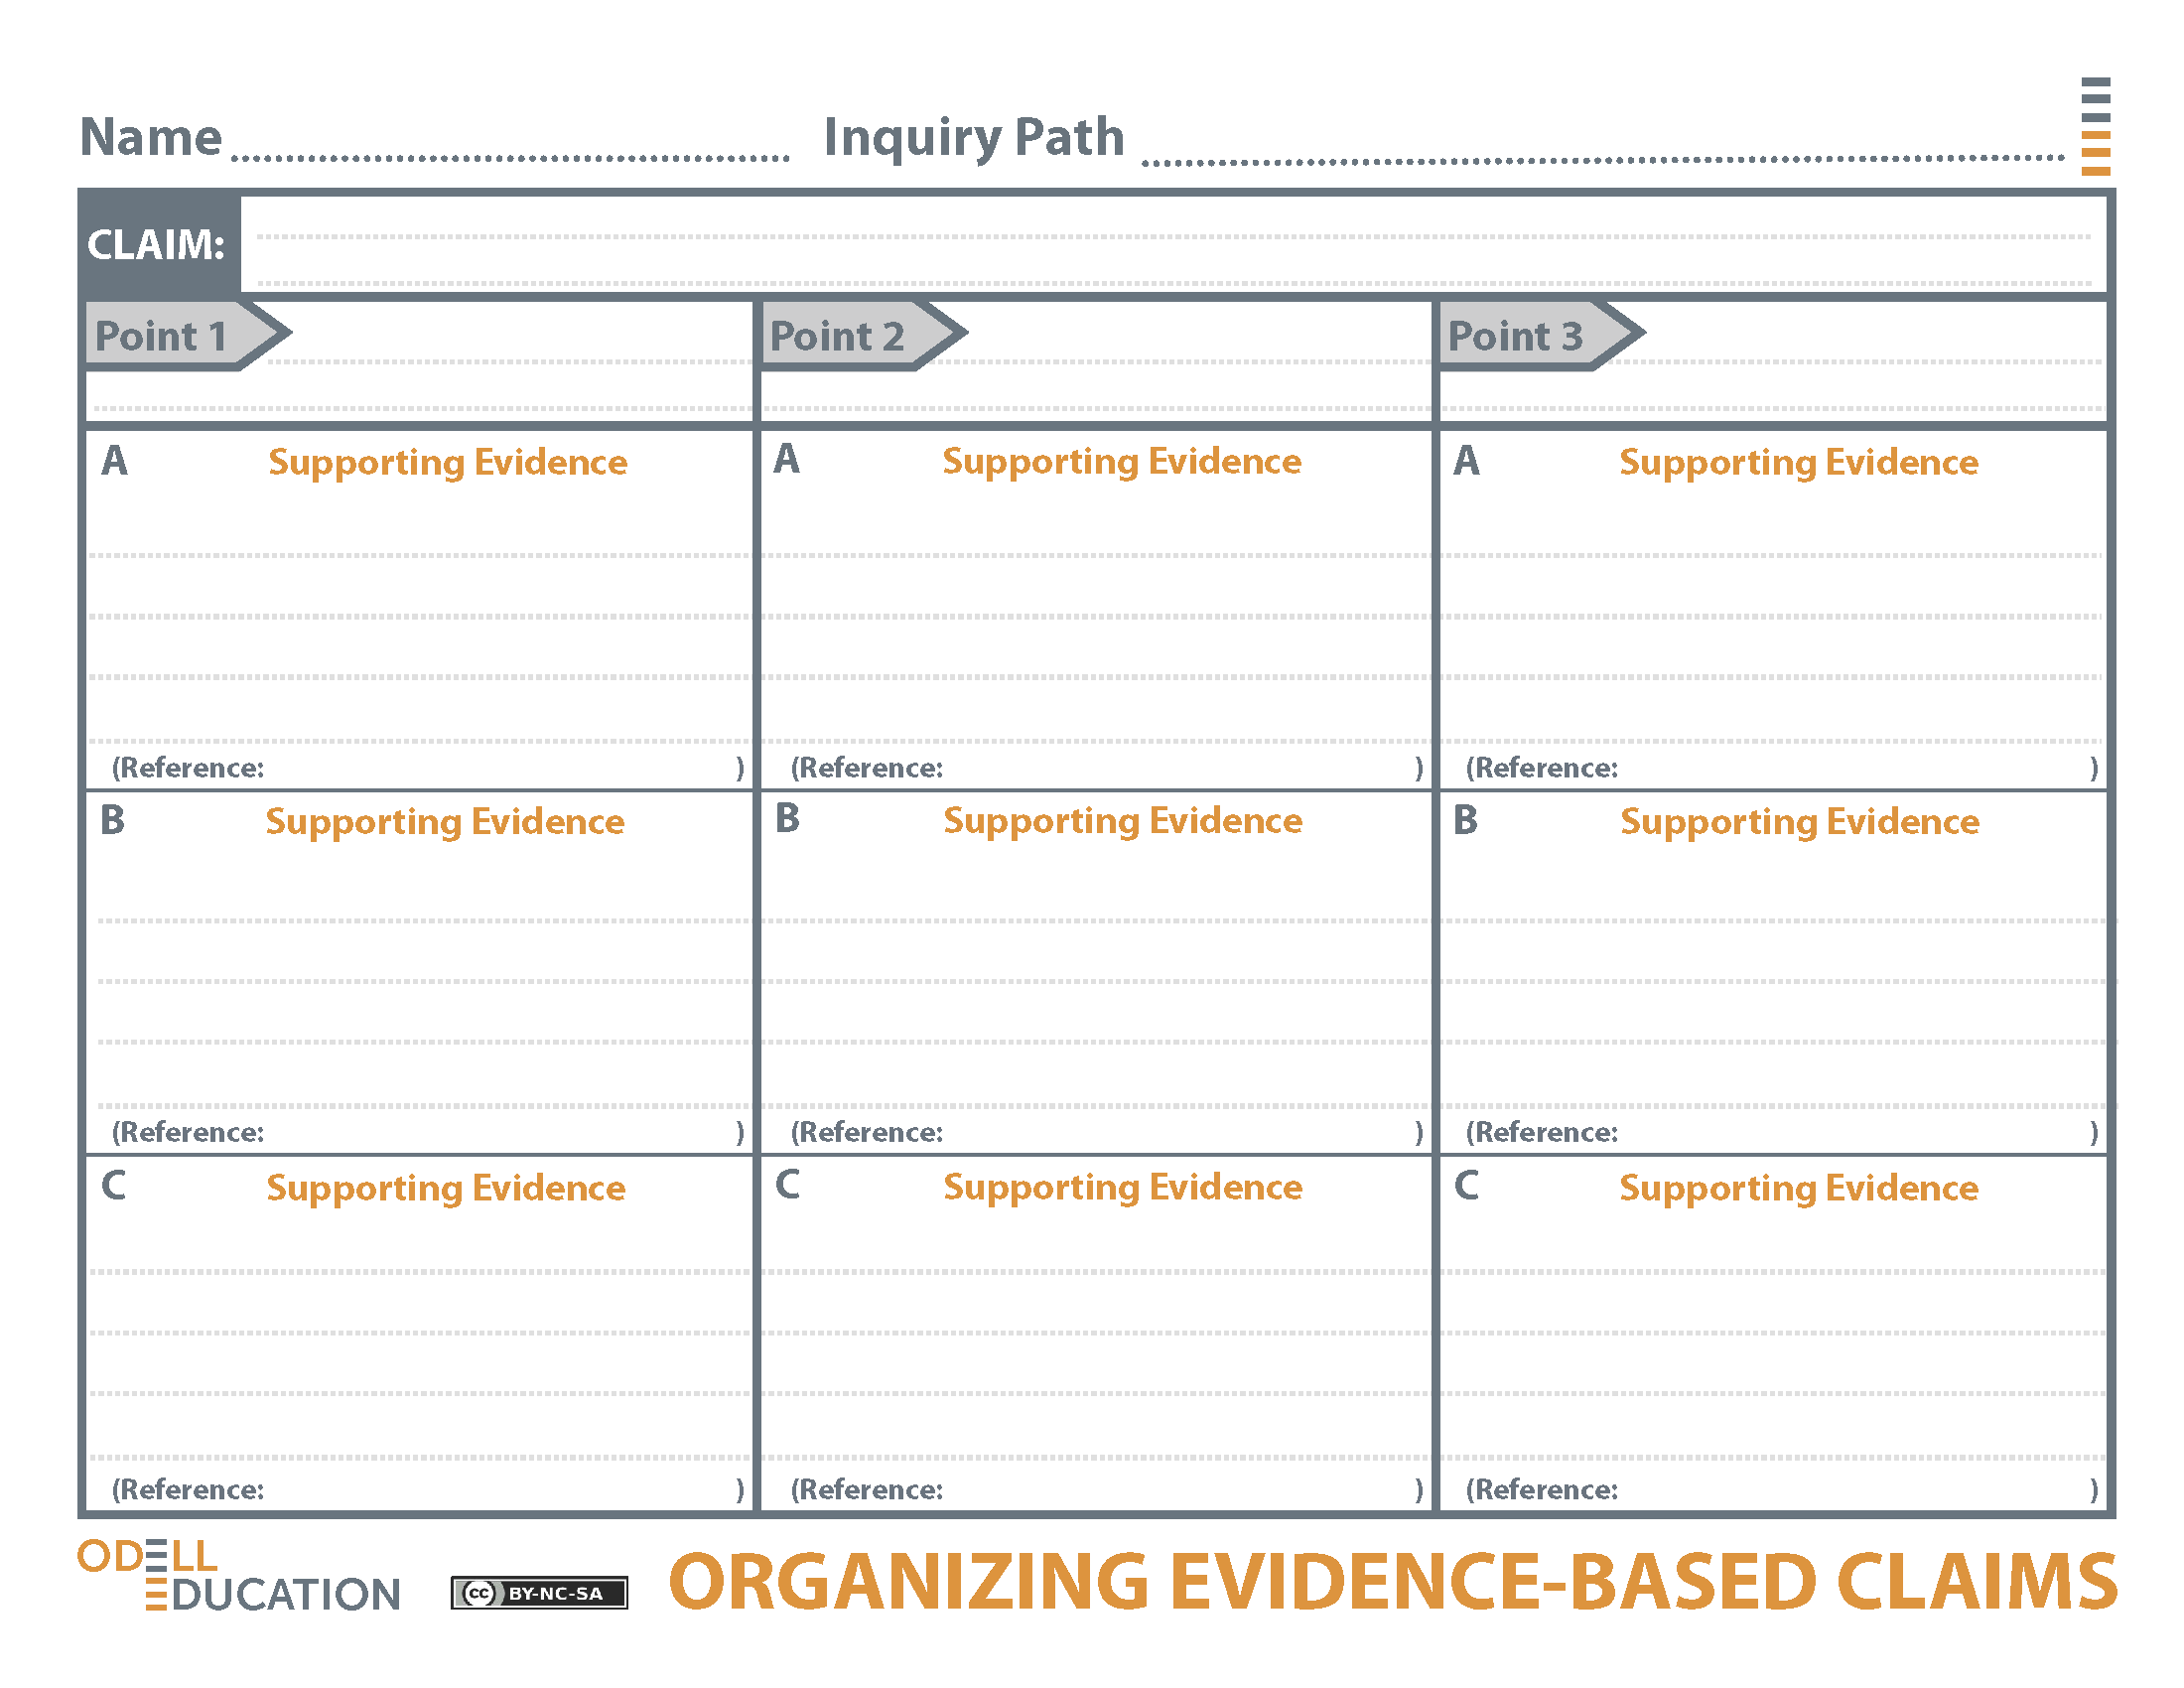 Name Inquiry Path
CLAIM:
Point 1 Point 2 Point 3
A Supporting Evidence A Supporting Evidence A Supporting Evidence
(Reference: ) (Reference: ) (Reference: )
B Supporting Evidence B Supporting Evidence B Supporting Evidence
(Reference: ) (Reference: ) (Reference: )
C Supporting Evidence C Supporting Evidence C Supporting Evidence
(Reference: ) (Reference: ) (Reference: )
ODELL
EDUCATION
cc BY-NC-SA
ORGANIZING EVIDENCE-BASED CLAIMS